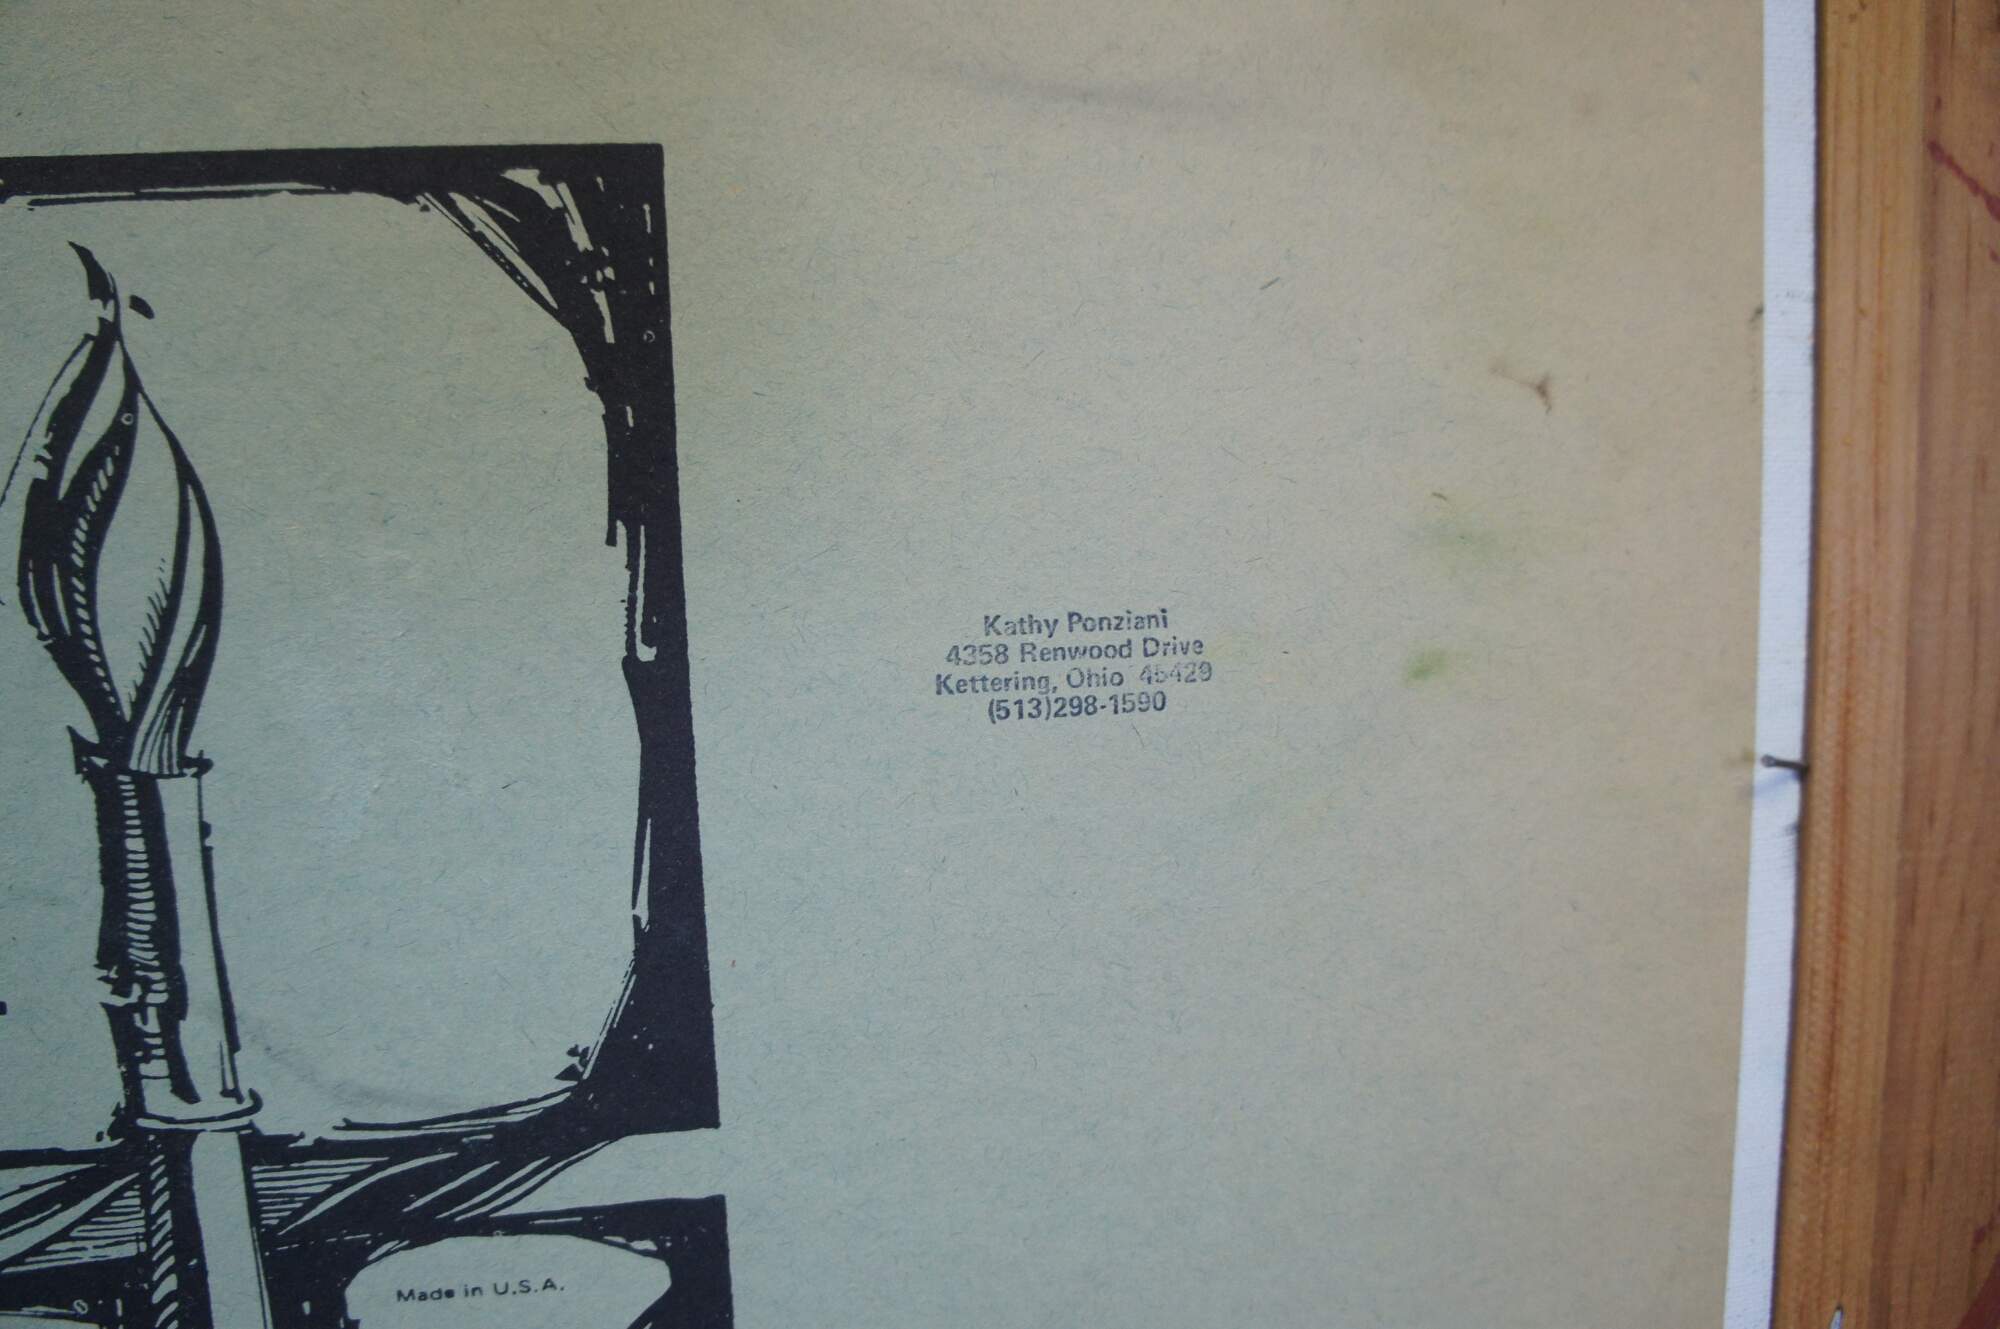 Kathy Ponziani
4358 Renwood Drive
Kettering, Ohio 45429
(513)298-1590
Made in U.S.A.